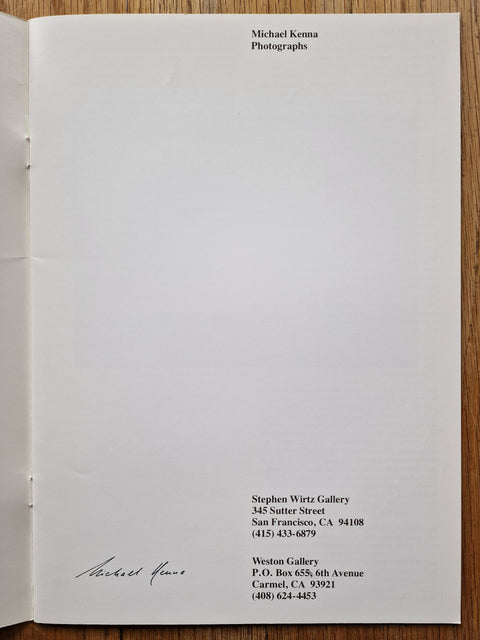 Michael Kenna
Photographs
Stephen Wirtz Gallery
345 Sutter Street
San Francisco, CA 94108
(415) 433-6879
Weston Gallery
P.O. Box 655, 6th Avenue
Carmel, CA 93921
(408) 624-4453
Michael Kenna